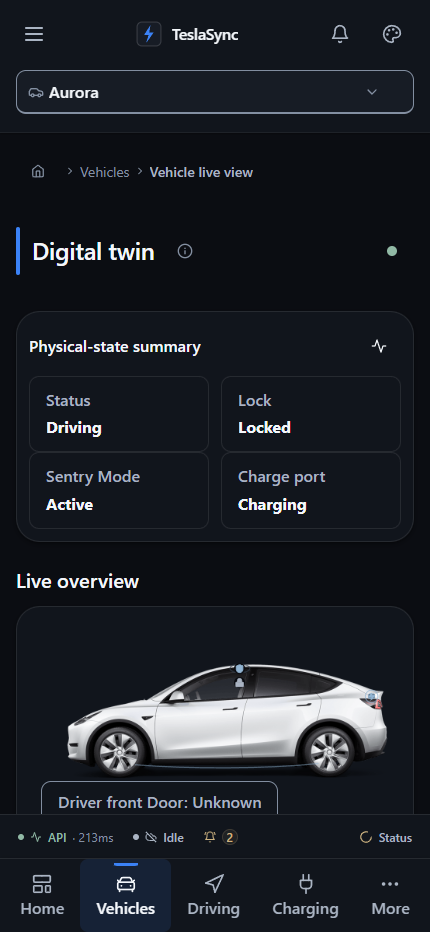 TeslaSync
Aurora
Vehicles
Vehicle live view
Digital twin
Physical-state summary
Status
Driving
Lock
Locked
Sentry Mode
Active
Charge port
Charging
Live overview
Driver front Door: Unknown
API · 213ms
Idle
2
Status
Home
Vehicles
Driving
Charging
More